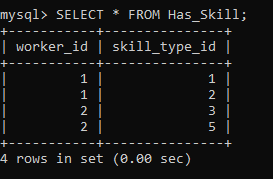 mysql> SELECT * FROM Has_Skill;
+-----------+---------------+
| worker_id | skill_type_id |
+-----------+---------------+
|         1 |             1 |
|         1 |             2 |
|         2 |             3 |
|         2 |             5 |
+-----------+---------------+
4 rows in set (0.00 sec)